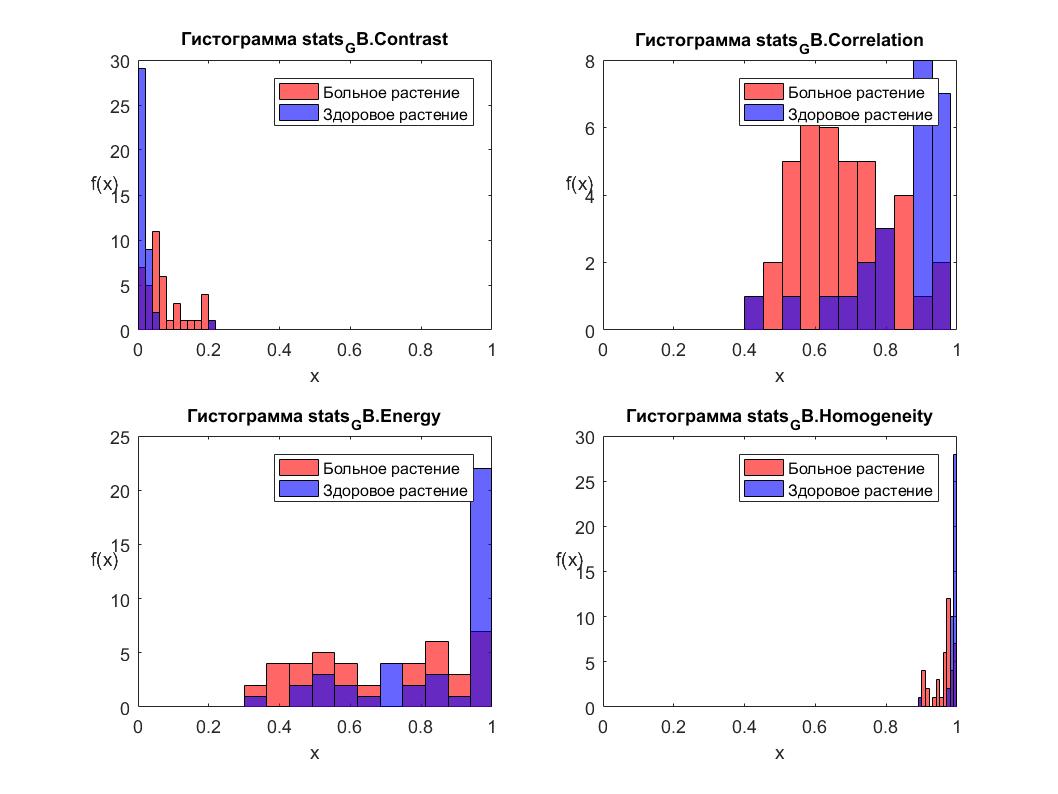 Гистограмма stats_GB.Contrast
30
25
20
15
10
5
0
f(x)
Больное растение
Здоровое растение
0 0.2 0.4 0.6 0.8 1
x
Гистограмма stats_GB.Correlation
8
6
4
2
0
f(x)
Больное растение
Здоровое растение
0 0.2 0.4 0.6 0.8 1
x
Гистограмма stats_GB.Energy
25
20
15
10
5
0
f(x)
Больное растение
Здоровое растение
0 0.2 0.4 0.6 0.8 1
x
Гистограмма stats_GB.Homogeneity
30
25
20
15
10
5
0
f(x)
Больное растение
Здоровое растение
0 0.2 0.4 0.6 0.8 1
x